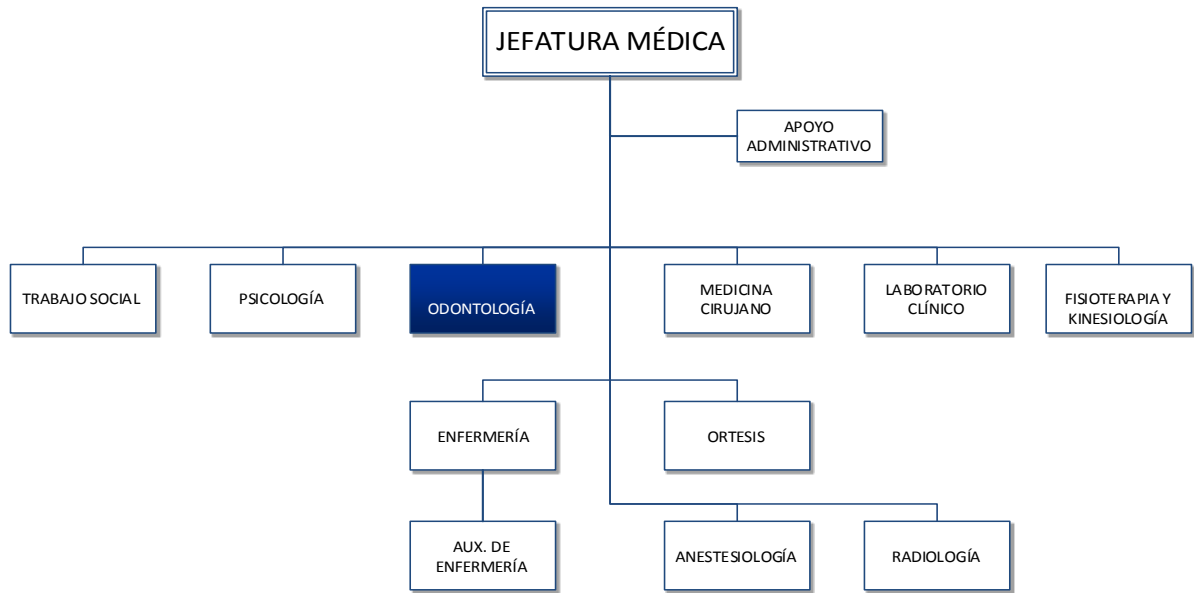 JEFATURA MÉDICA
APOYO
ADMINISTRATIVO
TRABAJO SOCIAL
PSICOLOGÍA
ODONTOLOGÍA
MEDICINA
CIRUJANO
LABORATORIO
CLÍNICO
FISIOTERAPIA Y
KINESIOLOGÍA
ENFERMERÍA
ORTESIS
AUX. DE
ENFERMERÍA
ANESTESIOLOGÍA
RADIOLOGÍA